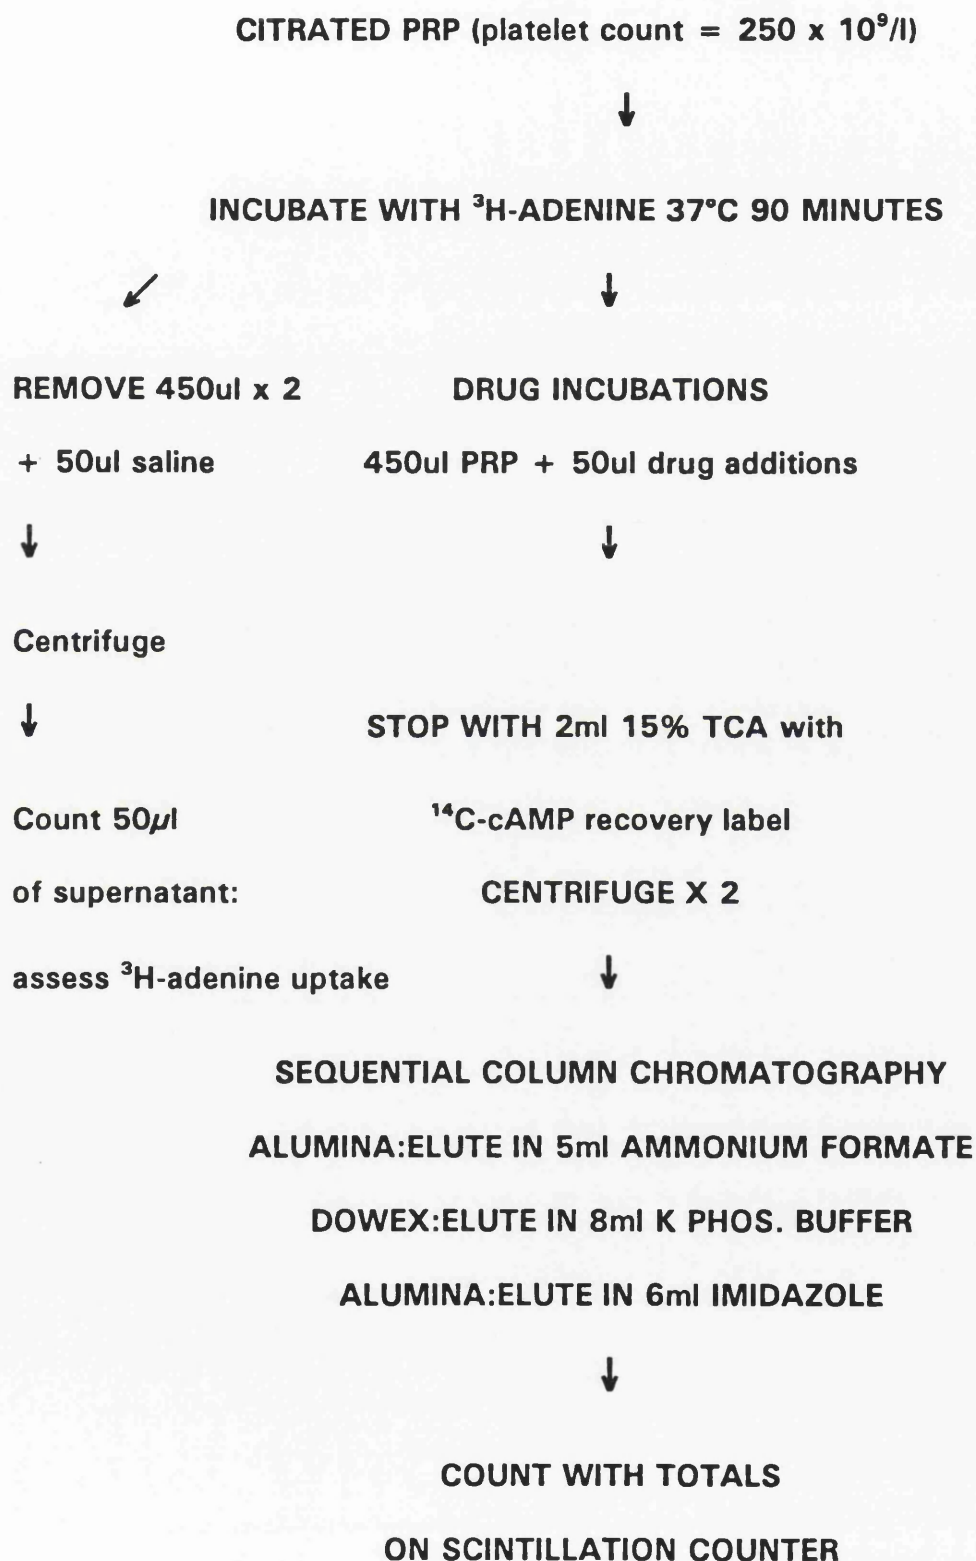 CITRATED PRP (platelet count = 250 x 10⁹/l)
↓
INCUBATE WITH ³H-ADENINE 37°C 90 MINUTES
↙ ↓
REMOVE 450ul x 2 DRUG INCUBATIONS
+ 50ul saline 450ul PRP + 50ul drug additions
↓ ↓
Centrifuge
↓ STOP WITH 2ml 15% TCA with
Count 50µl ¹⁴C-cAMP recovery label
of supernatant: CENTRIFUGE X 2
assess ³H-adenine uptake ↓
SEQUENTIAL COLUMN CHROMATOGRAPHY
ALUMINA:ELUTE IN 5ml AMMONIUM FORMATE
DOWEX:ELUTE IN 8ml K PHOS. BUFFER
ALUMINA:ELUTE IN 6ml IMIDAZOLE
↓
COUNT WITH TOTALS
ON SCINTILLATION COUNTER